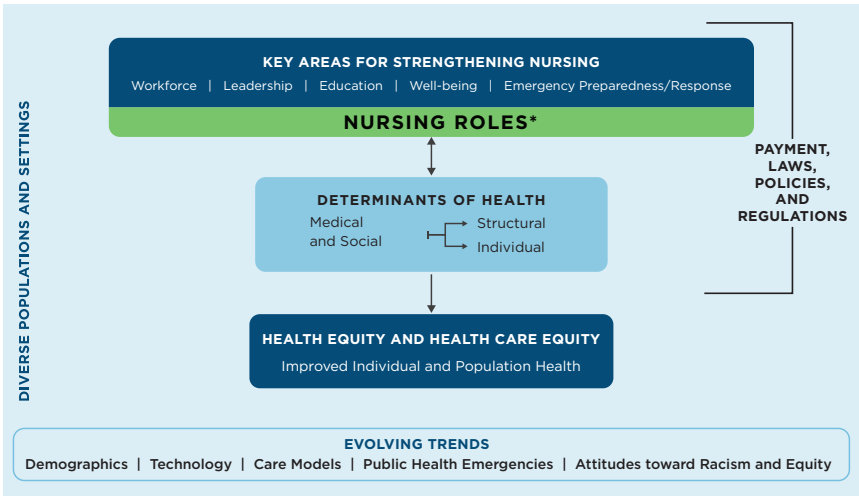 KEY AREAS FOR STRENGTHENING NURSING
Workforce | Leadership | Education | Well-being | Emergency Preparedness/Response
NURSING ROLES*
DETERMINANTS OF HEALTH
Medical
and Social
Structural
Individual
HEALTH EQUITY AND HEALTH CARE EQUITY
Improved Individual and Population Health
PAYMENT,
LAWS,
POLICIES,
AND
REGULATIONS
DIVERSE POPULATIONS AND SETTINGS
EVOLVING TRENDS
Demographics | Technology | Care Models | Public Health Emergencies | Attitudes toward Racism and Equity